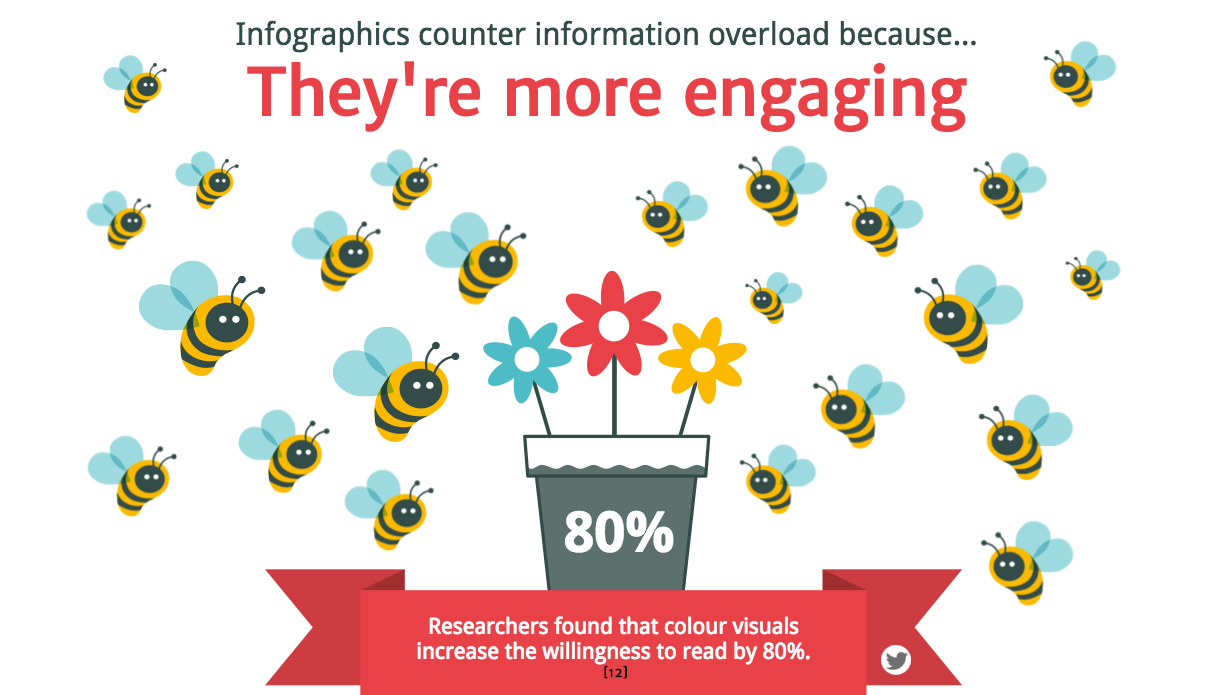 Infographics counter information overload because...
They're more engaging
80%
Researchers found that colour visuals
increase the willingness to read by 80%.
[12]